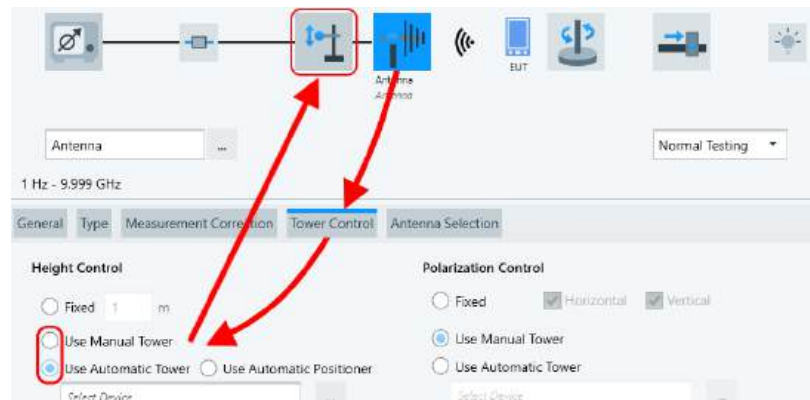 EUT
Antenna
Antenna
Antenna ...
Normal Testing
1 Hz - 9.999 GHz
General Type Measurement Correction Tower Control Antenna Selection
Height Control
Polarization Control
Fixed 1 m
Fixed Horizontal Vertical
Use Manual Tower
Use Manual Tower
Use Automatic Tower Use Automatic Positioner
Use Automatic Tower
Select Device
Select Device